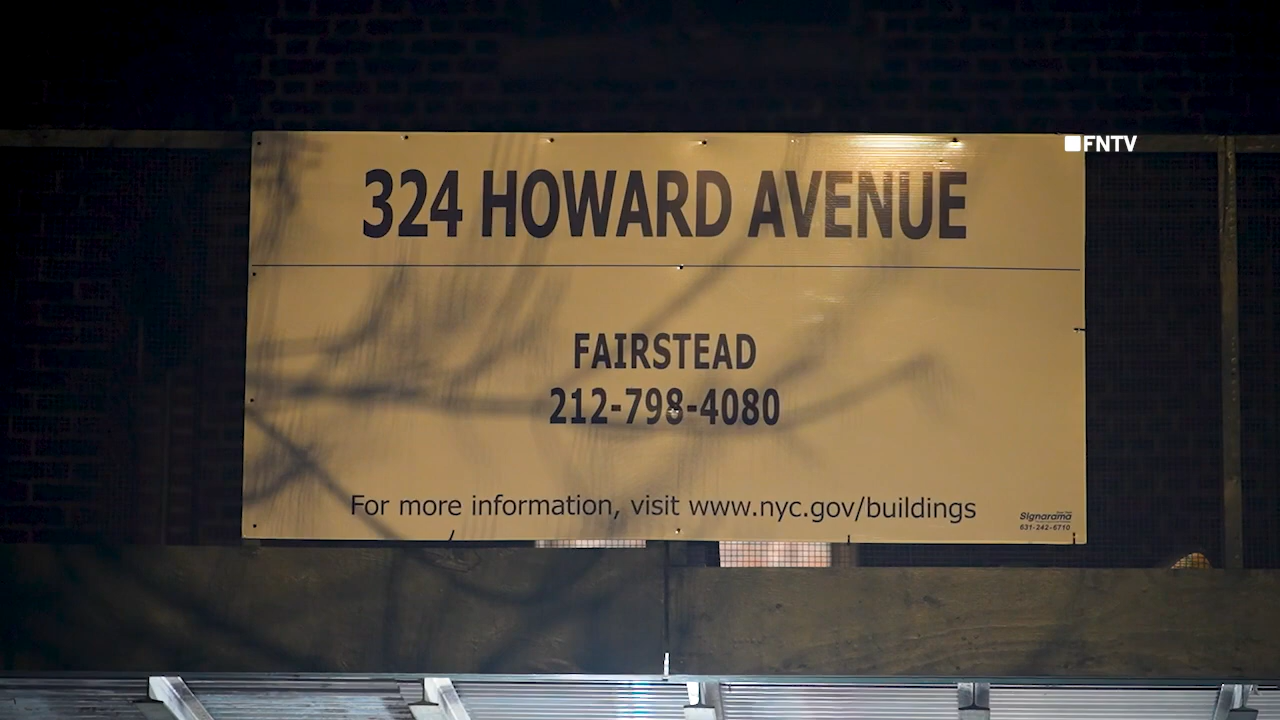 FNTV
324 HOWARD AVENUE
FAIRSTEAD
212-798-4080
For more information, visit www.nyc.gov/buildings
Signarama
631-242-6710